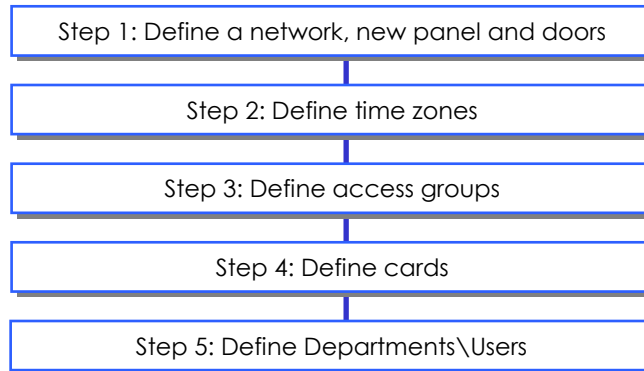 Step 1: Define a network, new panel and doors
Step 2: Define time zones
Step 3: Define access groups
Step 4: Define cards
Step 5: Define Departments\Users